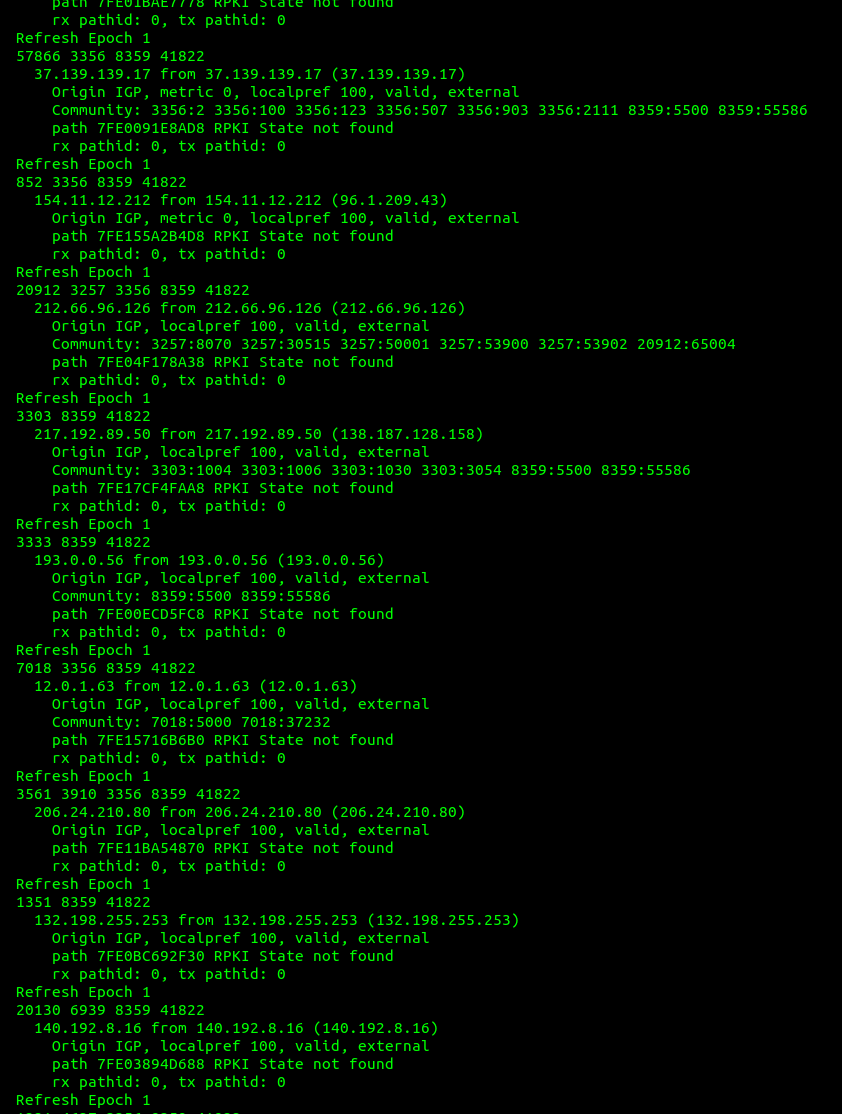 path 7FE01BAE7778 RPKI State not found
rx pathid: 0, tx pathid: 0
Refresh Epoch 1
57866 3356 8359 41822
37.139.139.17 from 37.139.139.17 (37.139.139.17)
Origin IGP, metric 0, localpref 100, valid, external
Community: 3356:2 3356:100 3356:123 3356:507 3356:903 3356:2111 8359:5500 8359:55586
path 7FE0091E8AD8 RPKI State not found
rx pathid: 0, tx pathid: 0
Refresh Epoch 1
852 3356 8359 41822
154.11.12.212 from 154.11.12.212 (96.1.209.43)
Origin IGP, metric 0, localpref 100, valid, external
path 7FE155A2B4D8 RPKI State not found
rx pathid: 0, tx pathid: 0
Refresh Epoch 1
20912 3257 3356 8359 41822
212.66.96.126 from 212.66.96.126 (212.66.96.126)
Origin IGP, localpref 100, valid, external
Community: 3257:8070 3257:30515 3257:50001 3257:53900 3257:53902 20912:65004
path 7FE04F178A38 RPKI State not found
rx pathid: 0, tx pathid: 0
Refresh Epoch 1
3303 8359 41822
217.192.89.50 from 217.192.89.50 (138.187.128.158)
Origin IGP, localpref 100, valid, external
Community: 3303:1004 3303:1006 3303:1030 3303:3054 8359:5500 8359:55586
path 7FE17CF4FAA8 RPKI State not found
rx pathid: 0, tx pathid: 0
Refresh Epoch 1
3333 8359 41822
193.0.0.56 from 193.0.0.56 (193.0.0.56)
Origin IGP, localpref 100, valid, external
Community: 8359:5500 8359:55586
path 7FE00ECD5FC8 RPKI State not found
rx pathid: 0, tx pathid: 0
Refresh Epoch 1
7018 3356 8359 41822
12.0.1.63 from 12.0.1.63 (12.0.1.63)
Origin IGP, localpref 100, valid, external
Community: 7018:5000 7018:37232
path 7FE15716B6B0 RPKI State not found
rx pathid: 0, tx pathid: 0
Refresh Epoch 1
3561 3910 3356 8359 41822
206.24.210.80 from 206.24.210.80 (206.24.210.80)
Origin IGP, localpref 100, valid, external
path 7FE11BA54870 RPKI State not found
rx pathid: 0, tx pathid: 0
Refresh Epoch 1
1351 8359 41822
132.198.255.253 from 132.198.255.253 (132.198.255.253)
Origin IGP, localpref 100, valid, external
path 7FE0BC692F30 RPKI State not found
rx pathid: 0, tx pathid: 0
Refresh Epoch 1
20130 6939 8359 41822
140.192.8.16 from 140.192.8.16 (140.192.8.16)
Origin IGP, localpref 100, valid, external
path 7FE03894D688 RPKI State not found
rx pathid: 0, tx pathid: 0
Refresh Epoch 1